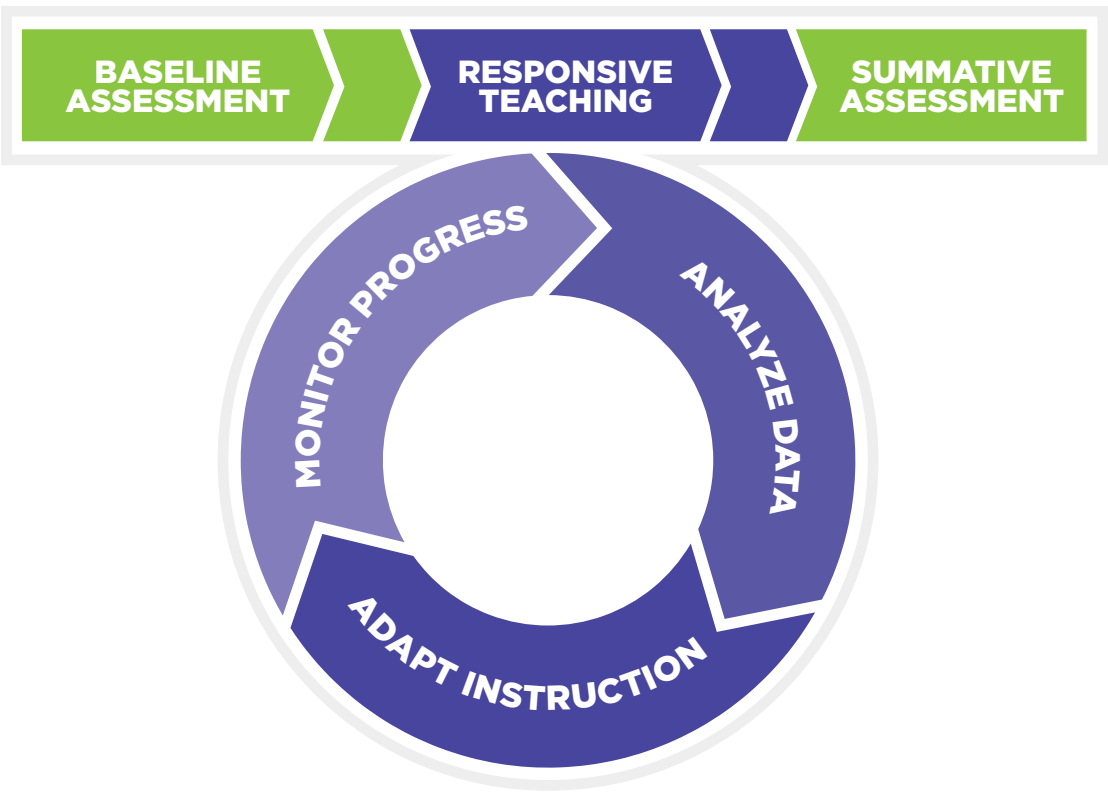 BASELINE
ASSESSMENT
RESPONSIVE
TEACHING
SUMMATIVE
ASSESSMENT
MONITOR PROGRESS
ANALYZE DATA
ADAPT INSTRUCTION